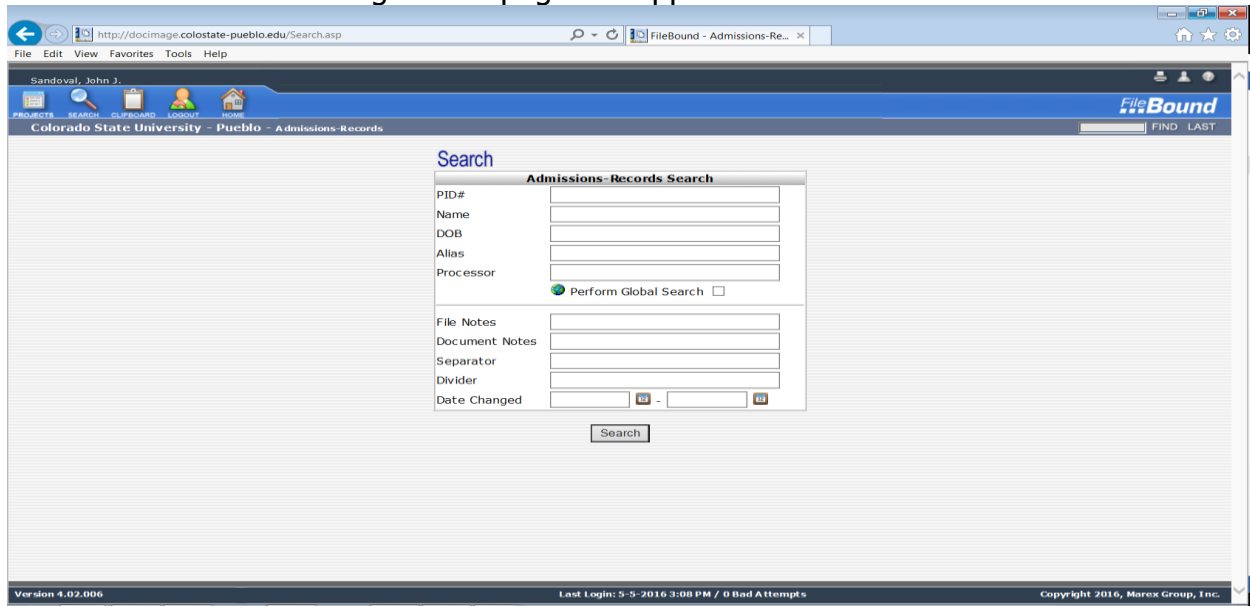 http://docimage.colostate-pueblo.edu/Search.asp
FileBound - Admissions-Re...
File Edit View Favorites Tools Help
Sandoval, John J.
PROJECTS SEARCH CLIPBOARD LOGOUT HOME
FileBound
Colorado State University - Pueblo - Admissions-Records
FIND LAST
Search
Admissions-Records Search
PID#
Name
DOB
Alias
Processor
Perform Global Search
File Notes
Document Notes
Separator
Divider
Date Changed
-
Search
Version 4.02.006
Last Login: 5-5-2016 3:08 PM / 0 Bad Attempts
Copyright 2016, Marex Group, Inc.